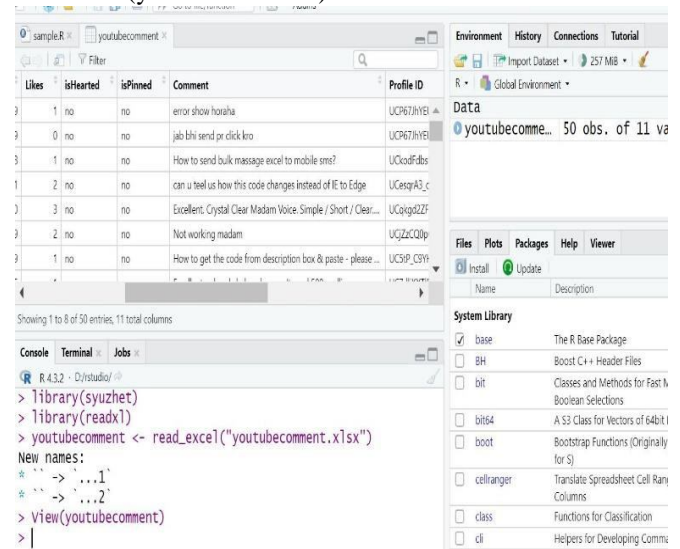 sample.R × youtubecomment ×
Filter
Likes isHearted isPinned Comment Profile ID
1 no no error show horaha UCP67JhYEI
0 no no jab bhi send pr click kro UCP67JhYEI
1 no no How to send bulk massage excel to mobile sms? UCkodFdbs
2 no no can u teel us how this code changes instead of IE to Edge UCesqrA3_c
3 no no Excellent. Crystal Clear Madam Voice. Simple / Short / Clear....
2 no no Not working madam
1 no no How to get the code from description box & paste - please ...
Showing 1 to 8 of 50 entries, 11 total columns
Console Terminal × Jobs ×
R 4.3.2 · D:/rstudio/
> library(syuzhet)
> library(readxl)
> youtubecomment <- read_excel("youtubecomment.xlsx")
New names:
* `` -> `...1`
* `` -> `...2`
> View(youtubecomment)
>
Environment History Connections Tutorial
Import Dataset 257 MiB
R Global Environment
Data
youtubecomme... 50 obs. of 11 va
Files Plots Packages Help Viewer
Install Update
Name Description
System Library
base The R Base Package
BH Boost C++ Header Files
bit Classes and Methods for Fast M
Boolean Selections
bit64 A S3 Class for Vectors of 64bit
boot Bootstrap Functions (Originally
for S)
cellranger Translate Spreadsheet Cell Ran
Columns
class Functions for Classification
cli Helpers for Developing Comma